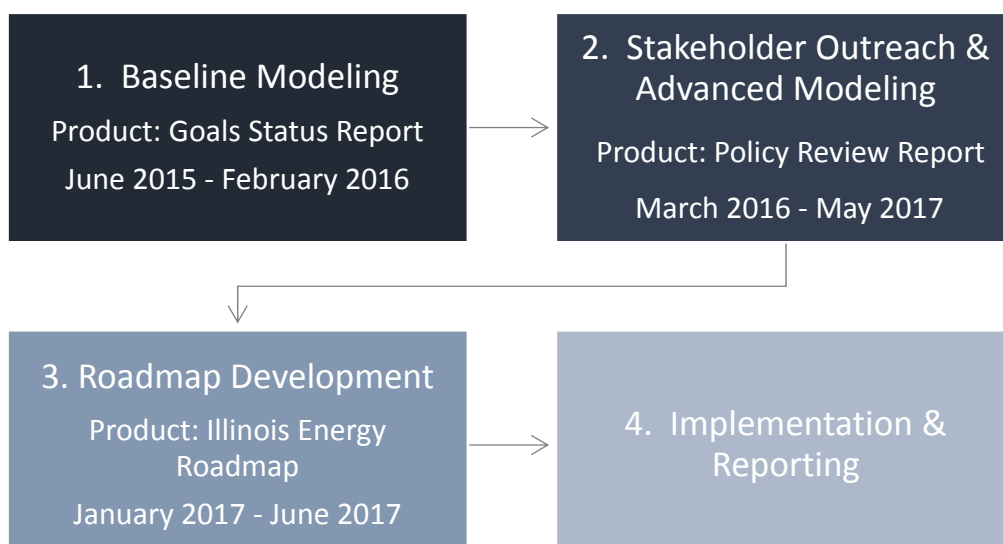 1. Baseline Modeling
Product: Goals Status Report
June 2015 - February 2016
2. Stakeholder Outreach &
Advanced Modeling
Product: Policy Review Report
March 2016 - May 2017
3. Roadmap Development
Product: Illinois Energy
Roadmap
January 2017 - June 2017
4. Implementation &
Reporting